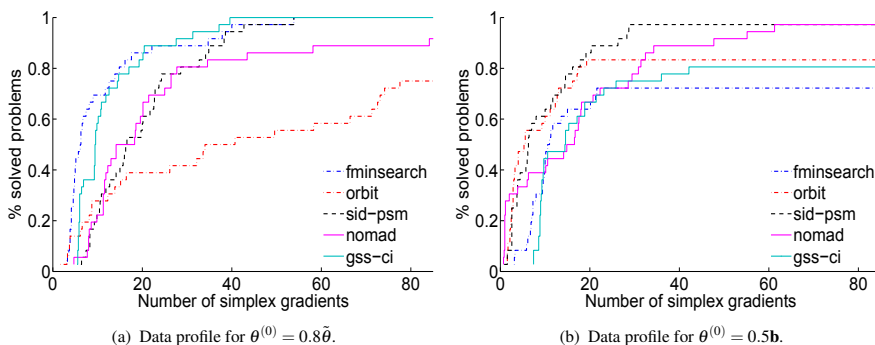 % solved problems
1
0.8
0.6
0.4
0.2
0
fminsearch
orbit
sid-psm
nomad
gss-ci
0 20 40 60 80
Number of simplex gradients
(a) Data profile for θ^(0) = 0.8θ̃.
% solved problems
1
0.8
0.6
0.4
0.2
0
fminsearch
orbit
sid-psm
nomad
gss-ci
0 20 40 60 80
Number of simplex gradients
(b) Data profile for θ^(0) = 0.5b.